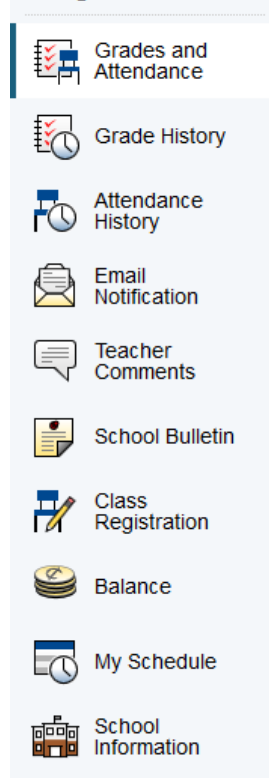 Grades and
Attendance
Grade History
Attendance
History
Email
Notification
Teacher
Comments
School Bulletin
Class
Registration
Balance
My Schedule
School
Information